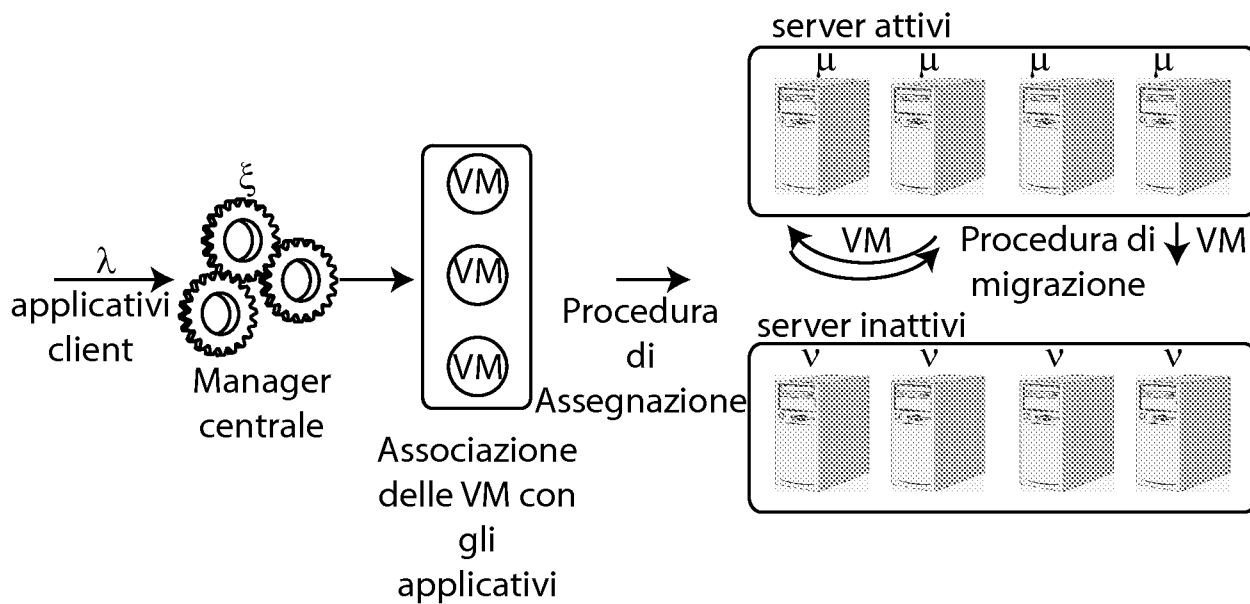 server attivi
μ μ μ μ
ξ
VM
VM
VM
λ
applicativi
client
Manager
centrale
Associazione
delle VM con
gli
applicativi
Procedura
di
Assegnazione
VM
Procedura di
migrazione
VM
server inattivi
ν ν ν ν